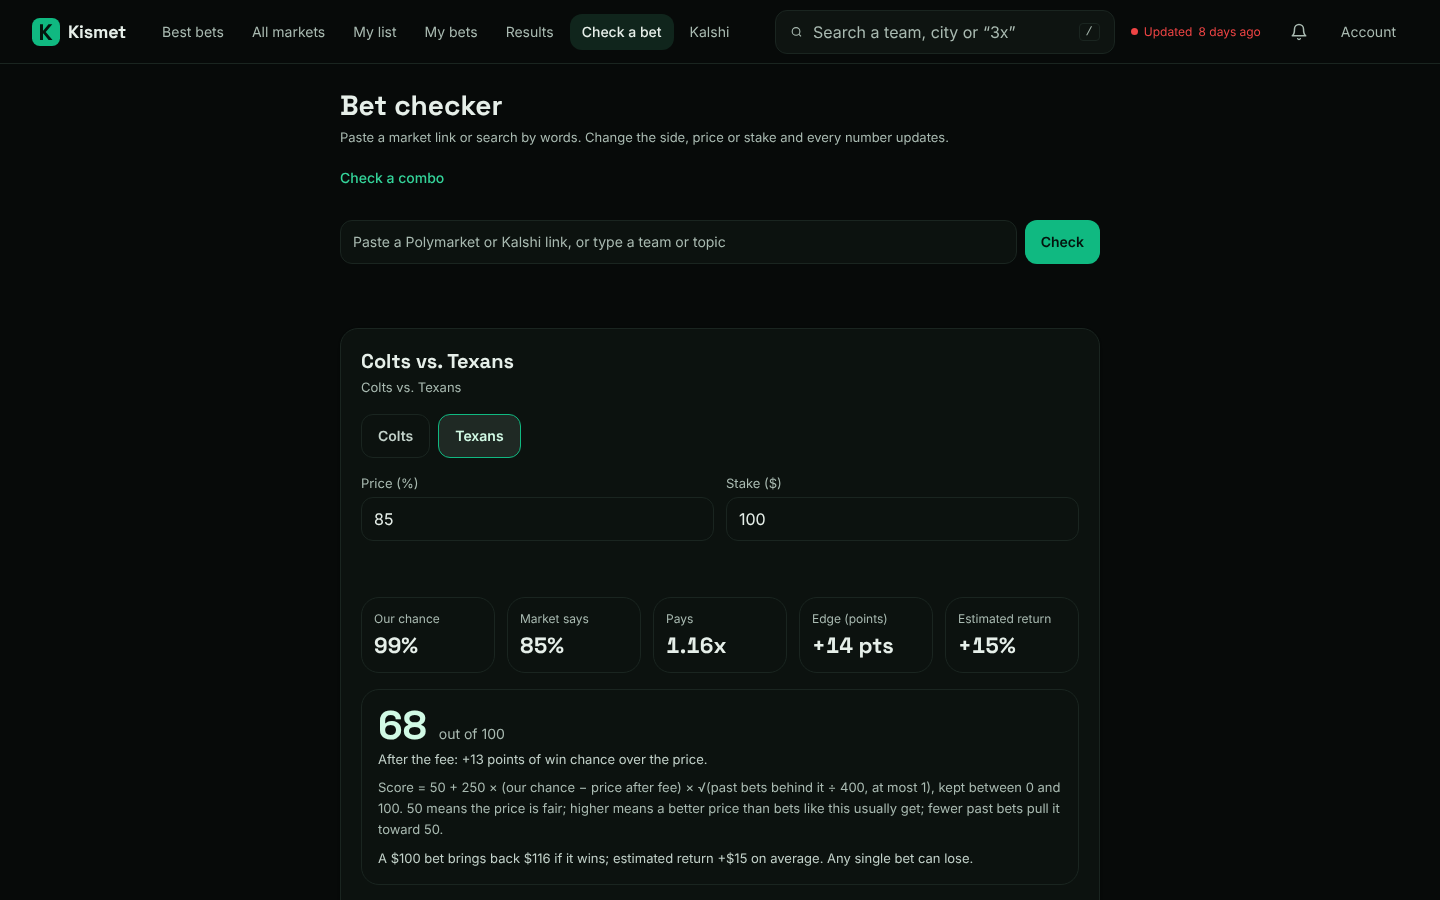 K Kismet
Best bets
All markets
My list
My bets
Results
Check a bet
Kalshi
Search a team, city or “3x”
/
Updated 8 days ago
Account
Bet checker
Paste a market link or search by words. Change the side, price or stake and every number updates.
Check a combo
Paste a Polymarket or Kalshi link, or type a team or topic
Check
Colts vs. Texans
Colts vs. Texans
Colts
Texans
Price (%)
Stake ($)
85
100
Our chance
Market says
Pays
Edge (points)
Estimated return
99%
85%
1.16x
+14 pts
+15%
68 out of 100
After the fee: +13 points of win chance over the price.
Score = 50 + 250 × (our chance − price after fee) × √(past bets behind it ÷ 400, at most 1), kept between 0 and
100. 50 means the price is fair; higher means a better price than bets like this usually get; fewer past bets pull it
toward 50.
A $100 bet brings back $116 if it wins; estimated return +$15 on average. Any single bet can lose.